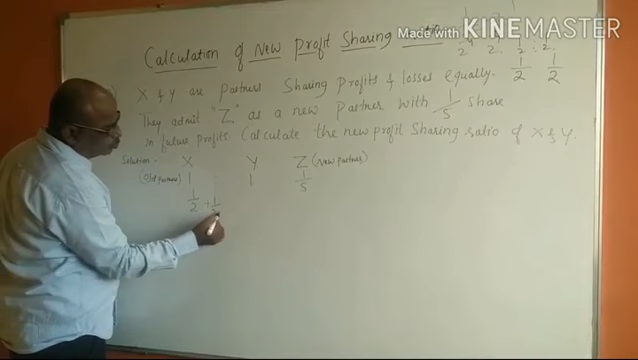 Made with KINEMASTER
Calculation of New Profit Sharing
X & Y are partners Sharing Profits & losses equally. 1/2 1/2
They admit "Z" as a new Partner with 1/5 share
in future profits. Calculate the new profit sharing ratio of X & Y.
Solution - X Y Z (new partner)
(Old Partners) 1 : 1 1/5
1/2